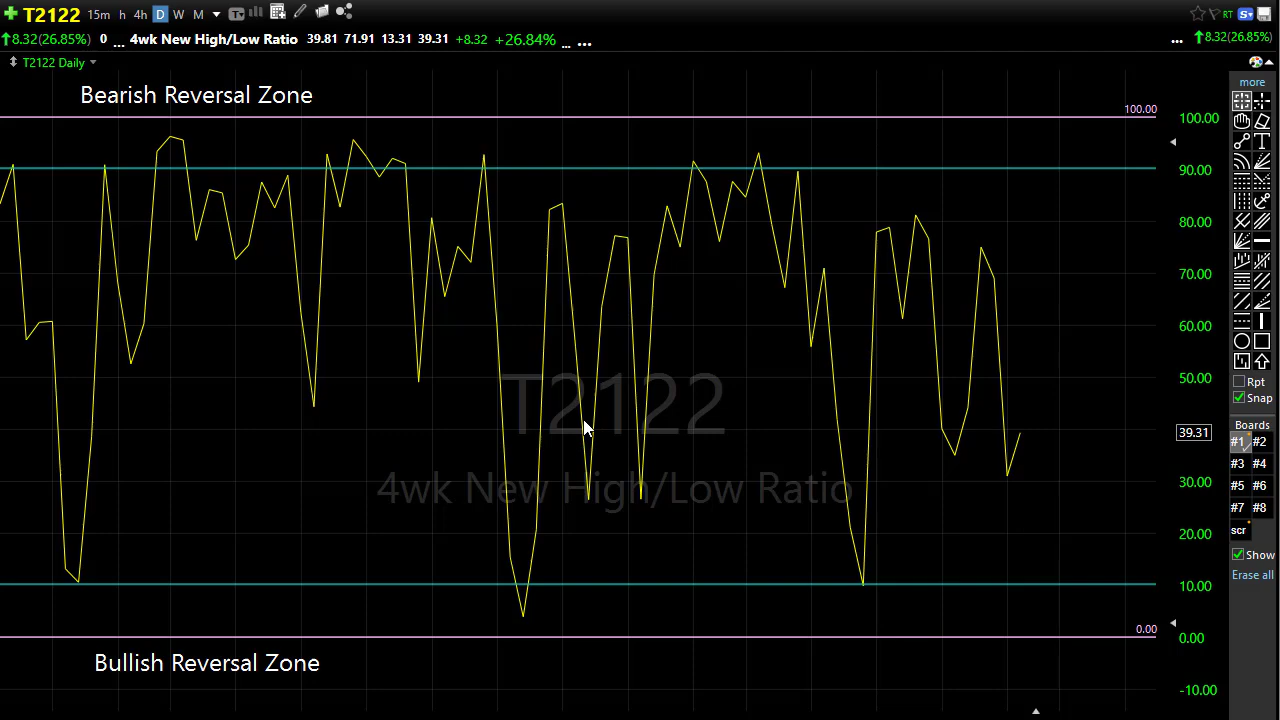 T2122 15m h 4h D W M T RT S
8.32(26.85%) 0 ... 4wk New High/Low Ratio 39.81 71.91 13.31 39.31 +8.32 +26.84% ... ... ... 8.32(26.85%)
T2122 Daily
more
Bearish Reversal Zone
100.00
100.00
90.00
80.00
70.00
60.00
50.00
39.31
30.00
20.00
10.00
0.00
0.00
-10.00
T2122
4wk New High/Low Ratio
Bullish Reversal Zone
T
Rpt
Snap
Boards
#1 #2
#3 #4
#5 #6
#7 #8
scr
Show
Erase all